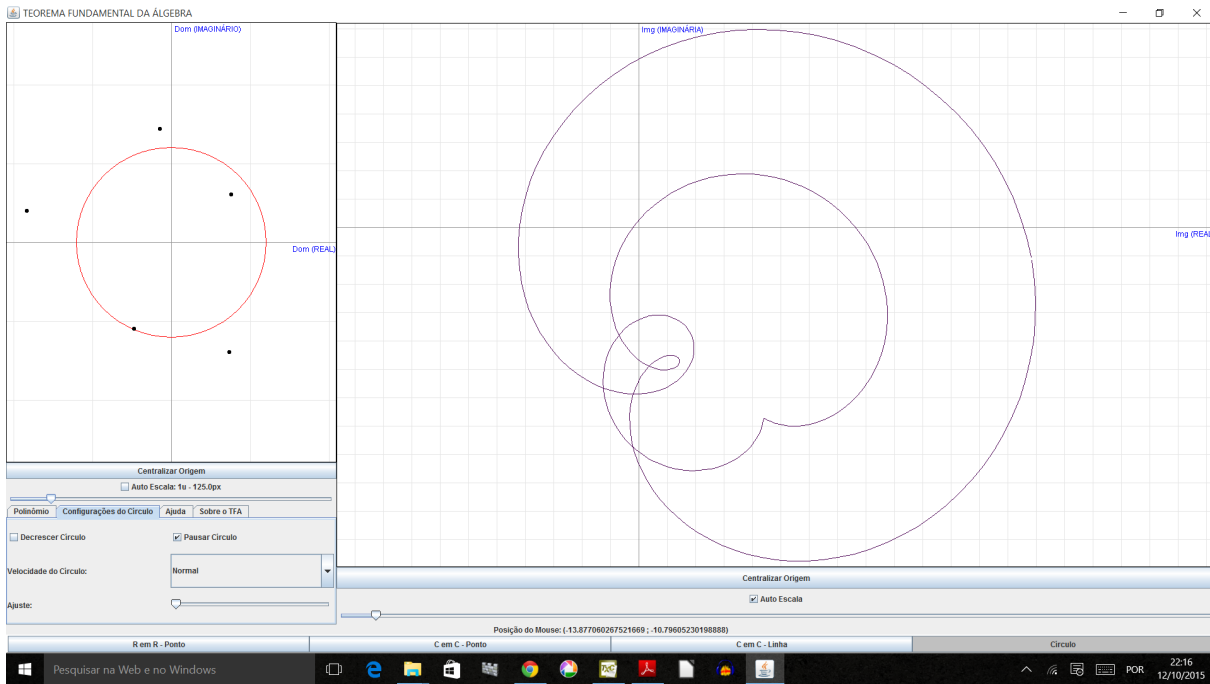 TEOREMA FUNDAMENTAL DA ÁLGEBRA
Dom (IMAGINÁRIO)
Dom (REAL)
Img (IMAGINÁRIA)
Img (REAL
Centralizar Origem
Auto Escala: 1u - 125.0px
Polinômio Configurações do Círculo Ajuda Sobre o TFA
Decrescer Círculo Pausar Círculo
Velocidade do Círculo: Normal
Ajuste:
Centralizar Origem
Auto Escala
Posição do Mouse: (-13.877060267521669 ; -10.79605230198888)
R em R - Ponto C em C - Ponto C em C - Linha Círculo
Pesquisar na Web e no Windows
POR
22:16
12/10/2015